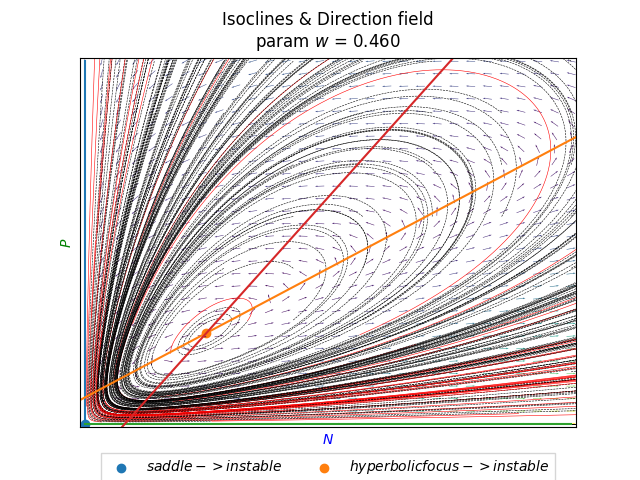 Isoclines & Direction field
param w = 0.460
P
N
saddle − > instable
hyperbolicfocus − > instable